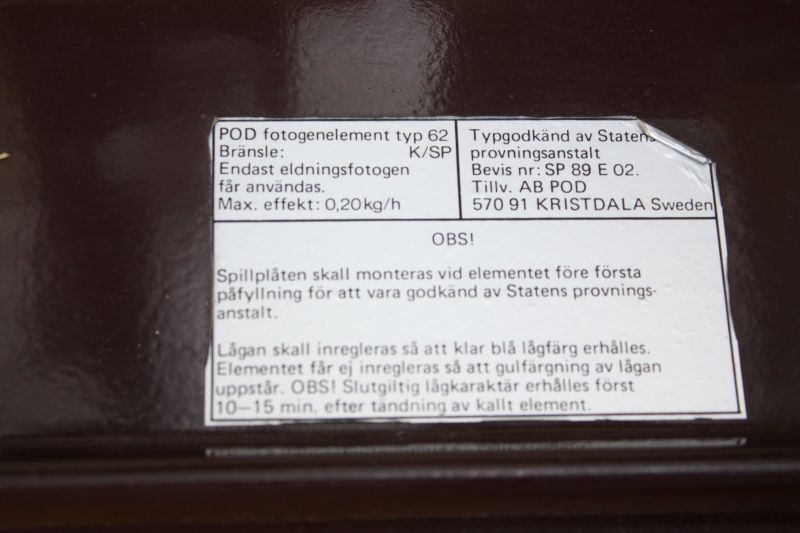 POD fotogenelement typ 62
Bränsle: K/SP
Endast eldningsfotogen
får användas.
Max. effekt: 0,20kg/h
Typgodkänd av Statens
provningsanstalt
Bevis nr: SP 89 E 02.
Tillv. AB POD
570 91 KRISTDALA Sweden
OBS!
Spillplåten skall monteras vid elementet före första
påfyllning för att vara godkänd av Statens provnings-
anstalt.
Lågan skall inregleras så att klar blå lågfärg erhålles.
Elementet får ej inregleras så att gulfärgning av lågan
uppstår. OBS! Slutgiltig lågkaraktär erhålles först
10–15 min. efter tändning av kallt element.